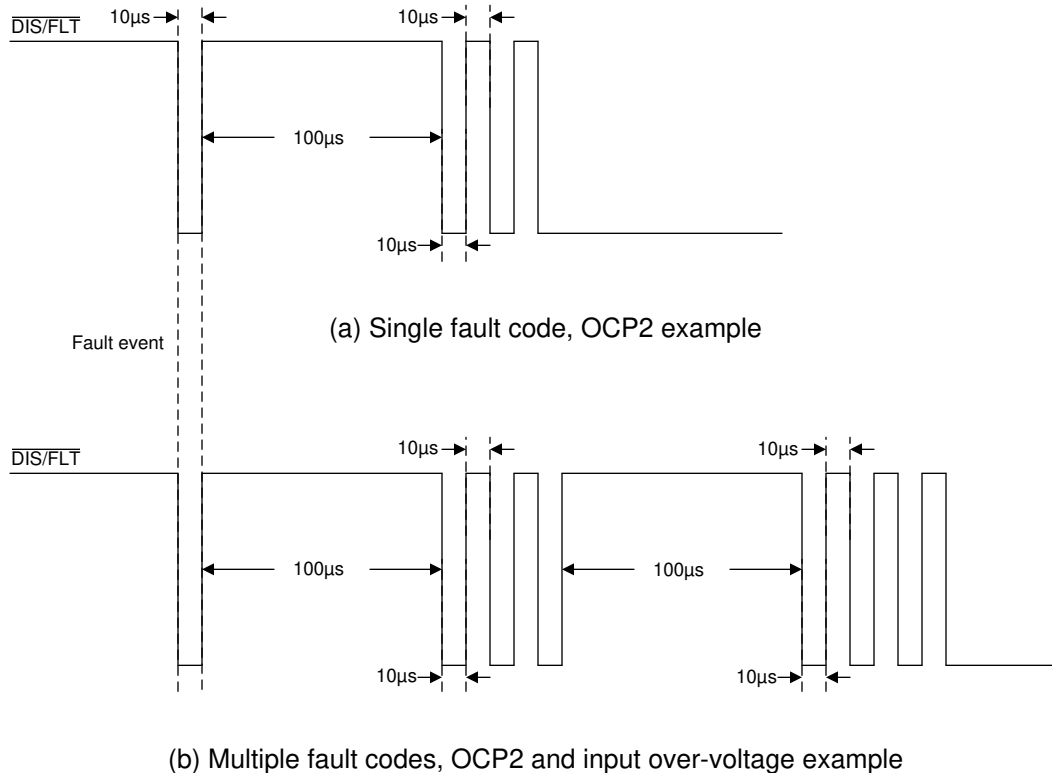 10µs
DIS/FLT
10µs
100µs
10µs
(a) Single fault code, OCP2 example
Fault event
10µs
10µs
DIS/FLT
100µs
100µs
10µs
10µs
(b) Multiple fault codes, OCP2 and input over-voltage example